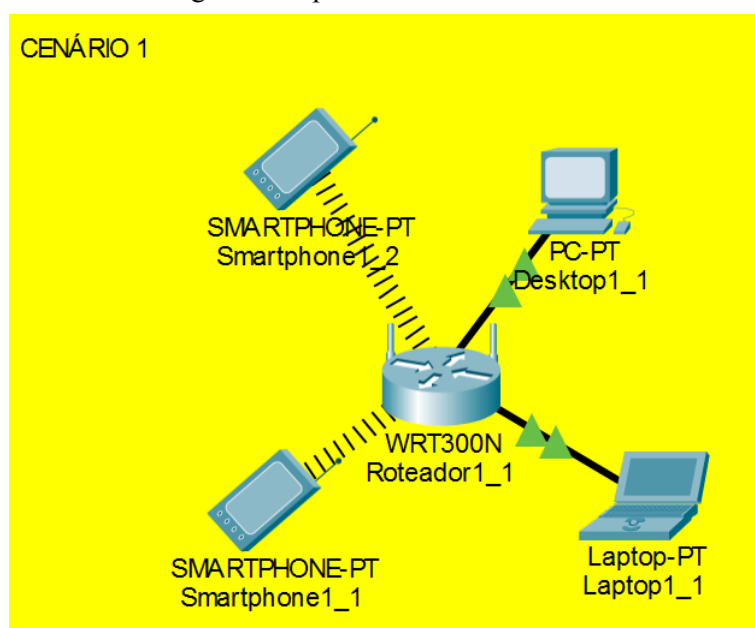 CENÁRIO 1
SMARTPHONE-PT
Smartphone1_2
PC-PT
Desktop1_1
WRT300N
Roteador1_1
SMARTPHONE-PT
Smartphone1_1
Laptop-PT
Laptop1_1